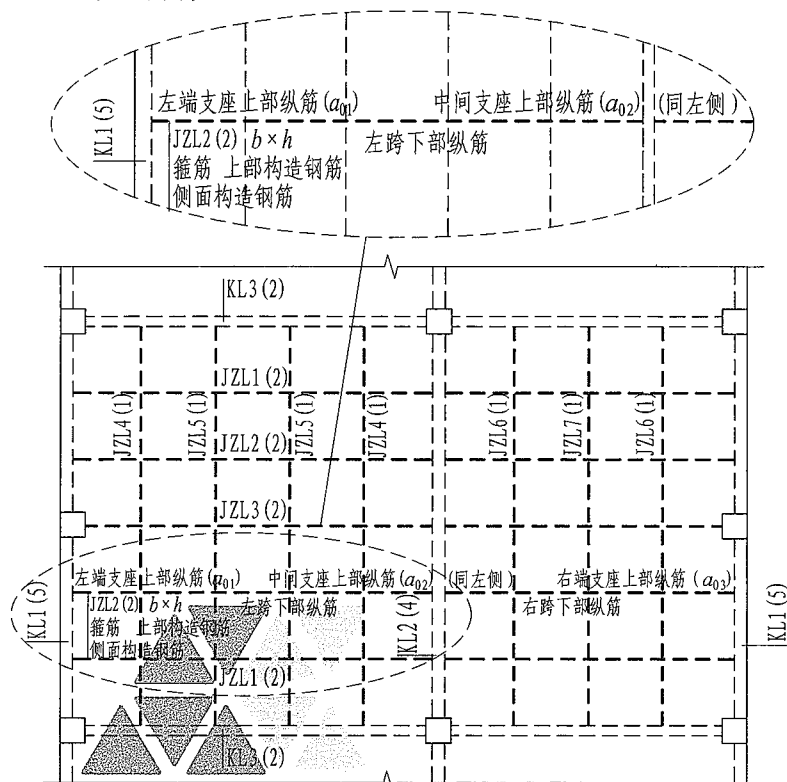 左端支座上部纵筋(a01) 中间支座上部纵筋(a02) (同左侧)
KL1(5)
JZL2(2) b×h 左跨下部纵筋
箍筋 上部构造钢筋
侧面构造钢筋
KL3(2)
JZL1(2)
JZL4(1) JZL5(1) JZL5(1) JZL4(1) JZL6(1) JZL7(1) JZL6(1)
JZL2(2)
JZL3(2)
左端支座上部纵筋(a01) 中间支座上部纵筋(a02) (同左侧) 右端支座上部纵筋(a03)
KL1(5)
JZL2(2) b×h 左跨下部纵筋 右跨下部纵筋
箍筋 上部构造钢筋
侧面构造钢筋
KL2(4)
KL1(5)
JZL1(2)
KL3(2)